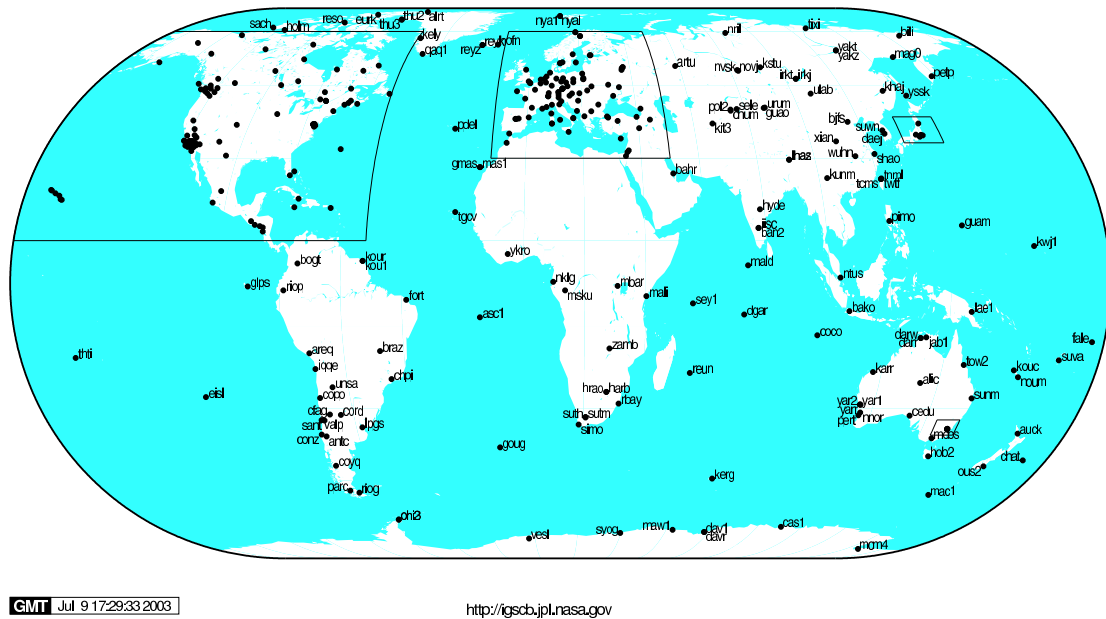 sach
holm
reso
eurk
thu2
thu3
alrt
kely
qaq1
nya1
nyal
reyz
reyk
hofn
nril
tixi
bili
artu
nvsk
novj
kstu
irkt
irkj
yakt
yakz
mag0
petp
pol2
sele
chum
urum
guao
ulab
khaj
yssk
kit3
bjfs
suwn
daej
xian
wuhn
shao
lhas
kunm
tcms
tnml
twtf
pdel
gmas
mas1
bahr
hyde
iisc
ban2
pimo
guam
kwj1
tgcv
ykro
mald
ntus
bogt
kour
kou1
glps
riop
fort
nklg
msku
mbar
mali
sey1
dgar
bako
lae1
asc1
coco
darw
darr
jab1
fale
suva
thti
areq
braz
iqqe
zamb
reun
karr
tow2
kouc
noum
alic
eisl
unsa
chpi
copo
hrao
harb
rbay
yar2
yar1
yarr
pert
nnor
cedu
sunm
cfag
cord
sant
valp
lpgs
conz
antc
suth
sutm
simo
auck
mobs
goug
hob2
chat
ous2
coyq
kerg
mac1
parc
riog
ohi3
vesl
syog
maw1
dav1
davr
cas1
mcm4
GMT Jul 9 17:29:33 2003
http://igscb.jpl.nasa.gov